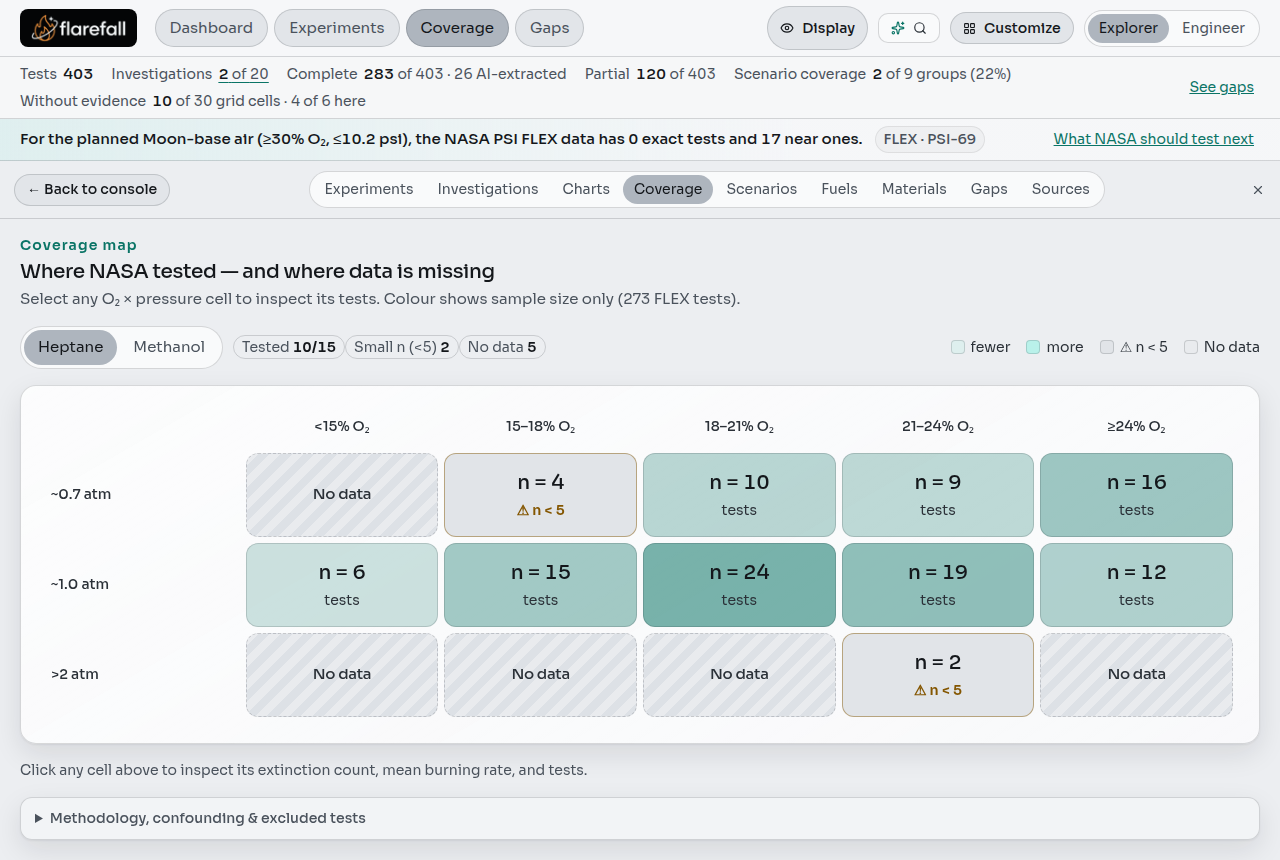 flarefall Dashboard Experiments Coverage Gaps Display Customize Explorer Engineer
Tests 403 Investigations 2 of 20 Complete 283 of 403 · 26 AI-extracted Partial 120 of 403 Scenario coverage 2 of 9 groups (22%)
Without evidence 10 of 30 grid cells · 4 of 6 here
See gaps
For the planned Moon-base air (≥30% O₂, ≤10.2 psi), the NASA PSI FLEX data has 0 exact tests and 17 near ones. FLEX · PSI-69 What NASA should test next
← Back to console Experiments Investigations Charts Coverage Scenarios Fuels Materials Gaps Sources ×
Coverage map
Where NASA tested — and where data is missing
Select any O₂ × pressure cell to inspect its tests. Colour shows sample size only (273 FLEX tests).
Heptane Methanol Tested 10/15 Small n (<5) 2 No data 5 fewer more ⚠ n < 5 No data
<15% O₂ 15–18% O₂ 18–21% O₂ 21–24% O₂ ≥24% O₂
~0.7 atm
No data
n = 4
⚠ n < 5
n = 10
tests
n = 9
tests
n = 16
tests
~1.0 atm
n = 6
tests
n = 15
tests
n = 24
tests
n = 19
tests
n = 12
tests
>2 atm
No data
No data
No data
n = 2
⚠ n < 5
No data
Click any cell above to inspect its extinction count, mean burning rate, and tests.
▶ Methodology, confounding & excluded tests